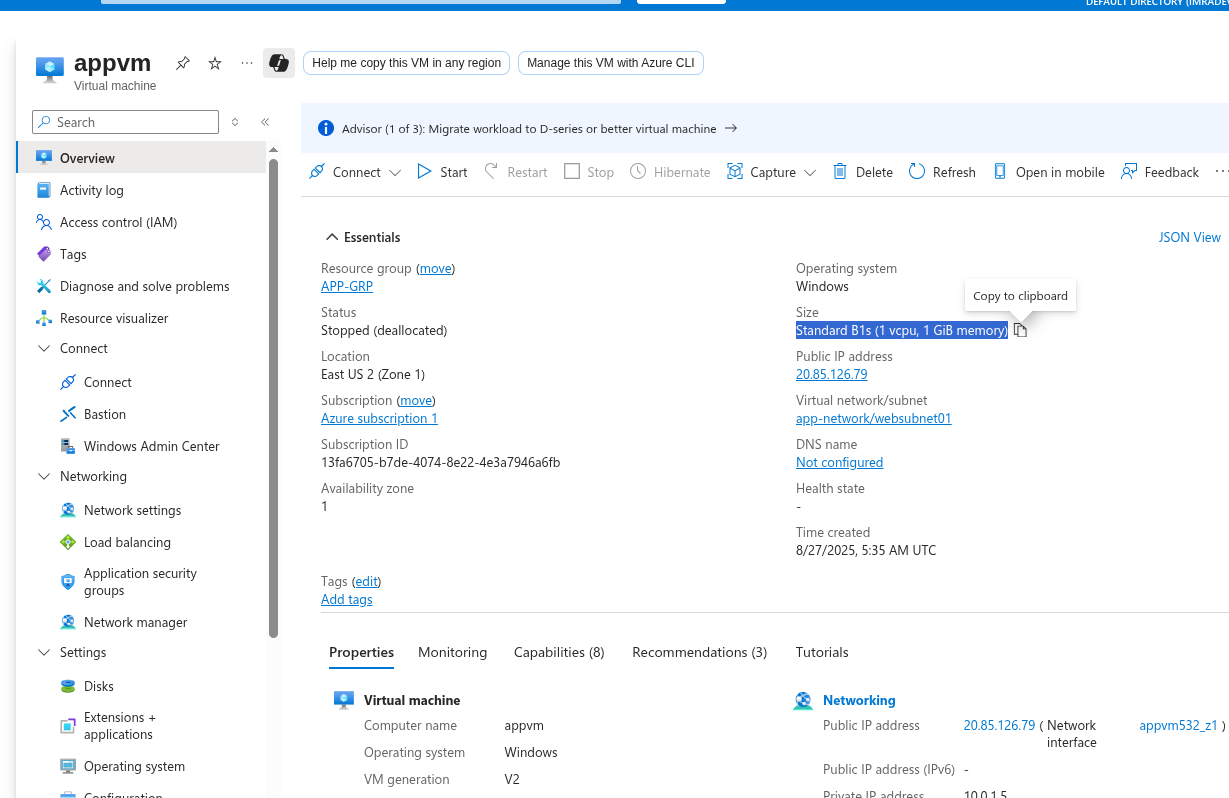 DEFAULT DIRECTORY (IMRADEV
appvm
Virtual machine
Help me copy this VM in any region
Manage this VM with Azure CLI
Search
Advisor (1 of 3): Migrate workload to D-series or better virtual machine
Connect
Start
Restart
Stop
Hibernate
Capture
Delete
Refresh
Open in mobile
Feedback
Overview
Activity log
Access control (IAM)
Tags
Diagnose and solve problems
Resource visualizer
Connect
Connect
Bastion
Windows Admin Center
Networking
Network settings
Load balancing
Application security
groups
Network manager
Settings
Disks
Extensions +
applications
Operating system
Configuration
Essentials
JSON View
Resource group (move)
APP-GRP
Status
Stopped (deallocated)
Location
East US 2 (Zone 1)
Subscription (move)
Azure subscription 1
Subscription ID
13fa6705-b7de-4074-8e22-4e3a7946a6fb
Availability zone
1
Operating system
Windows
Copy to clipboard
Size
Standard B1s (1 vcpu, 1 GiB memory)
Public IP address
20.85.126.79
Virtual network/subnet
app-network/websubnet01
DNS name
Not configured
Health state
-
Time created
8/27/2025, 5:35 AM UTC
Tags (edit)
Add tags
Properties
Monitoring
Capabilities (8)
Recommendations (3)
Tutorials
Virtual machine
Computer name appvm
Operating system Windows
VM generation V2
Networking
Public IP address 20.85.126.79 ( Network appvm532_z1 )
interface
Public IP address (IPv6) -
Private IP address 10.0.1.5